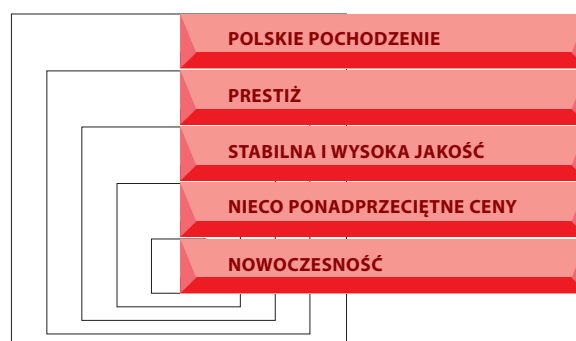 POLSKIE POCHODZENIE
PRESTIŻ
STABILNA I WYSOKA JAKOŚĆ
NIECO PONADPRZECIĘTNE CENY
NOWOCZESNOŚĆ